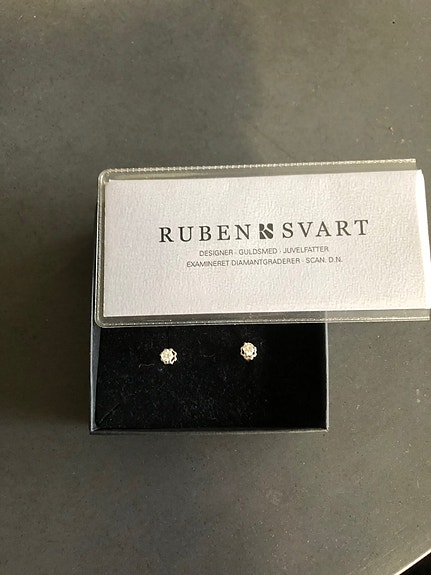 RUBEN SVART
DESIGNER · GULDSMED · JUVELFATTER
EXAMINERET DIAMANTGRADERER · SCAN. D.N.